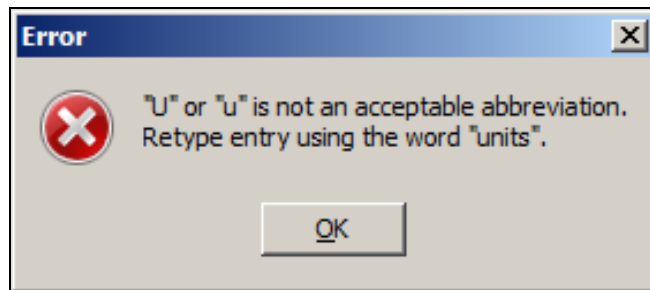 Error
"U" or "u" is not an acceptable abbreviation.
Retype entry using the word "units".
OK